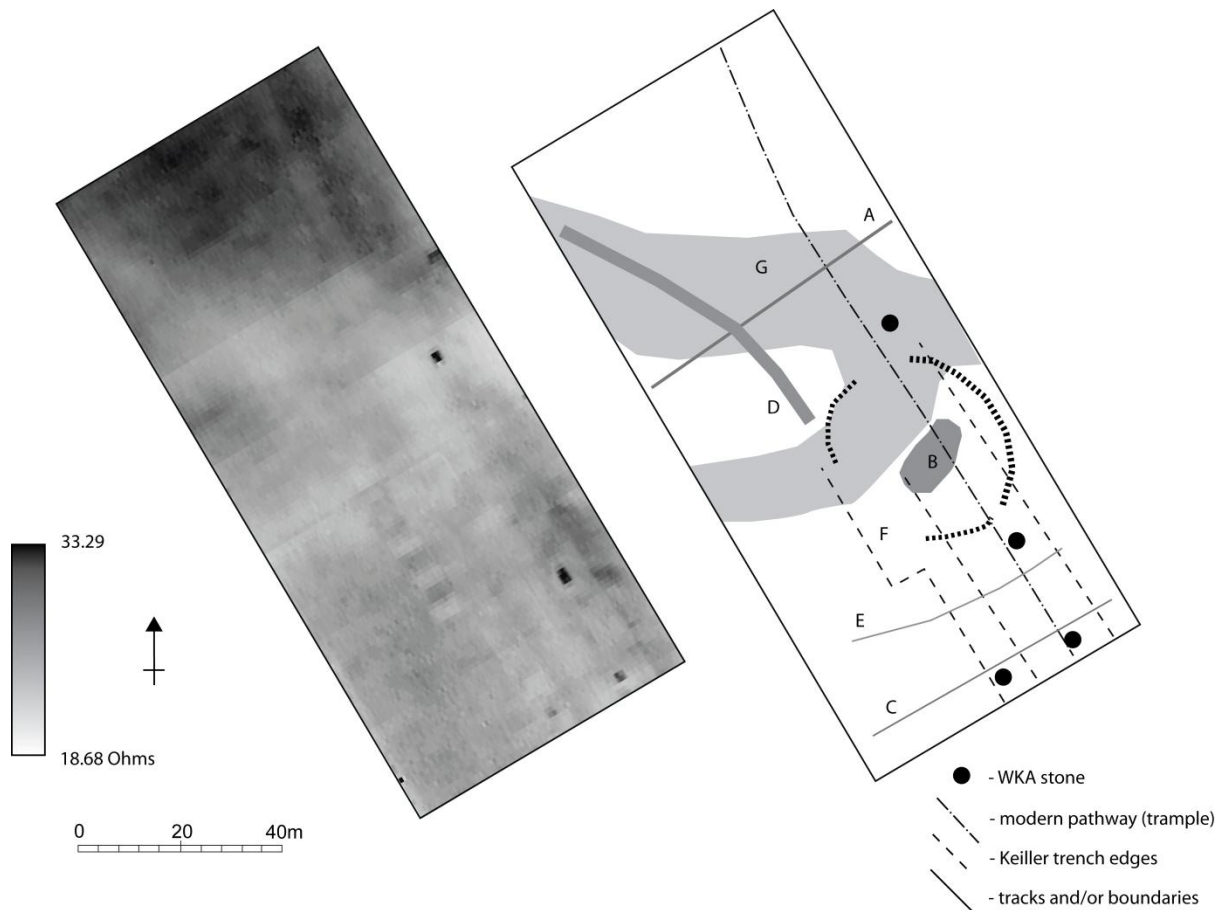 A
G
D
B
F
E
C
33.29
18.68 Ohms
0 20 40m
- WKA stone
- modern pathway (trample)
- Keiller trench edges
- tracks and/or boundaries